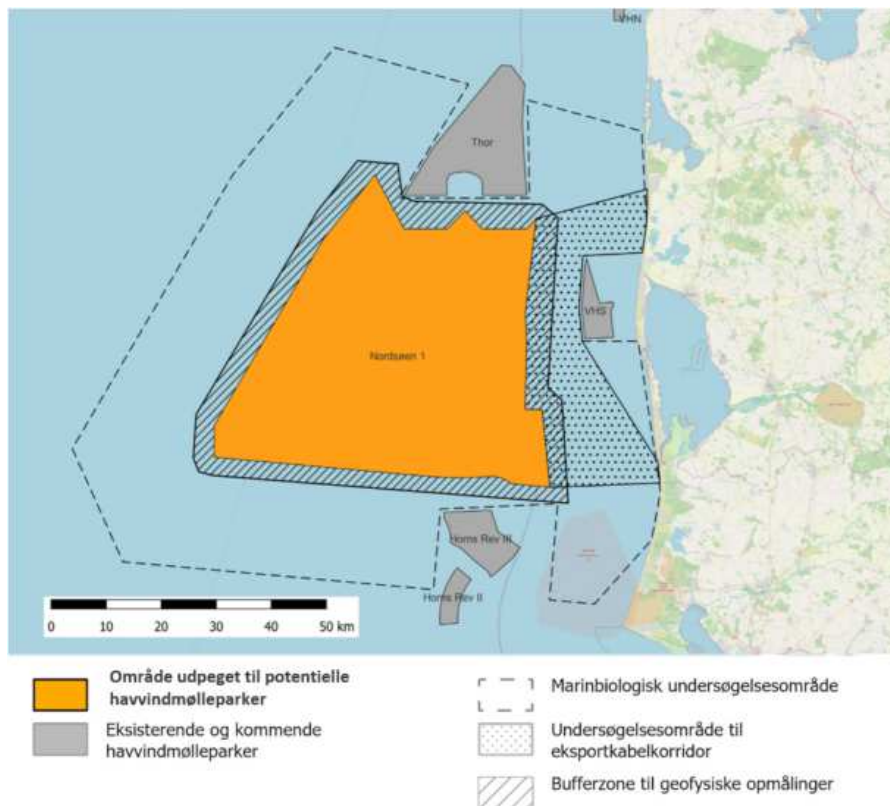 VHN
Thor
VHS
Nordsøen 1
Horns Rev III
Horns Rev II
0 10 20 30 40 50 km
Område udpeget til potentielle
havvindmølleparker
Eksisterende og kommende
havvindmølleparker
Marinbiologisk undersøgelsesområde
Undersøgelsesområde til
eksportkabelkorridor
Bufferzone til geofysiske opmålinger